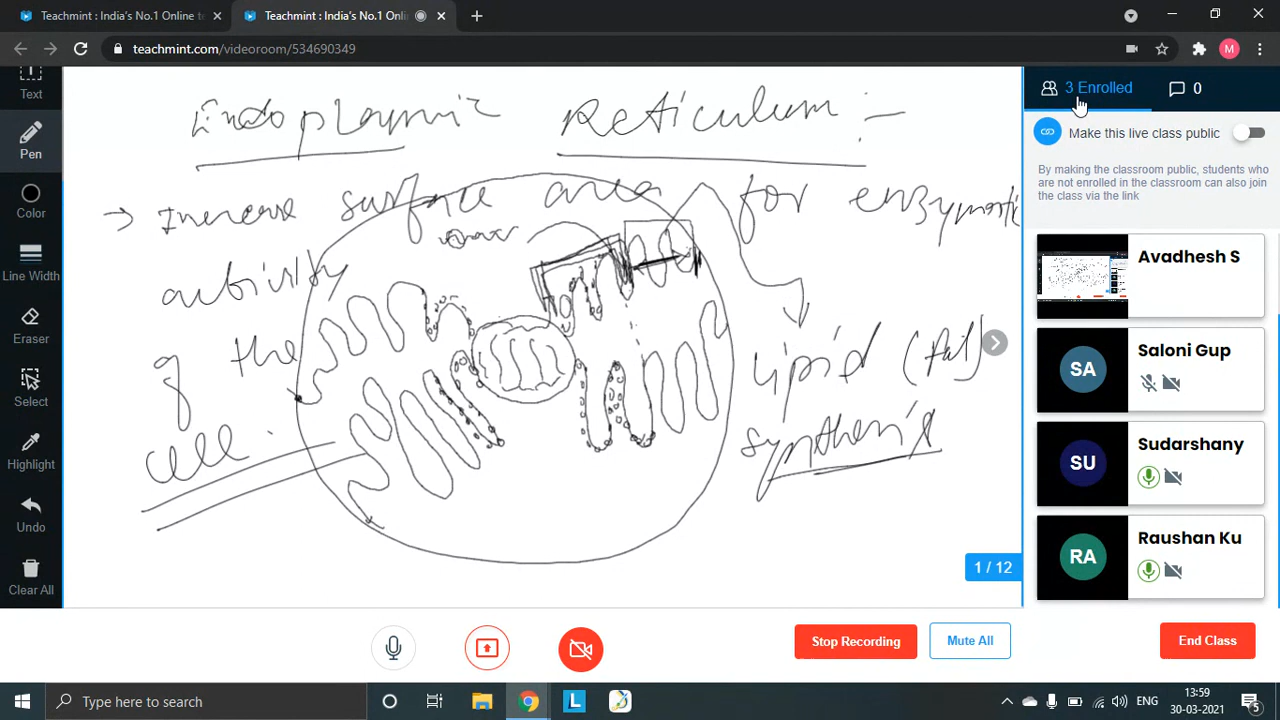 Teachmint : India's No.1 Online te
Teachmint : India's No.1 Onli
teachmint.com/videoroom/534690349
M
Text
Pen
Color
Line Width
Eraser
Select
Highlight
Undo
Clear All
Endoplasmic Reticulum :-
→ Increase surface area for enzymatic
activity
of the
cell.
Lipid (fat)
synthesis
1 / 12
3 Enrolled
0
Make this live class public
By making the classroom public, students who
are not enrolled in the classroom can also join
the class via the link
Avadhesh S
SA
Saloni Gup
SU
Sudarshany
RA
Raushan Ku
Stop Recording
Mute All
End Class
Type here to search
L
ENG
13:59
30-03-2021
5